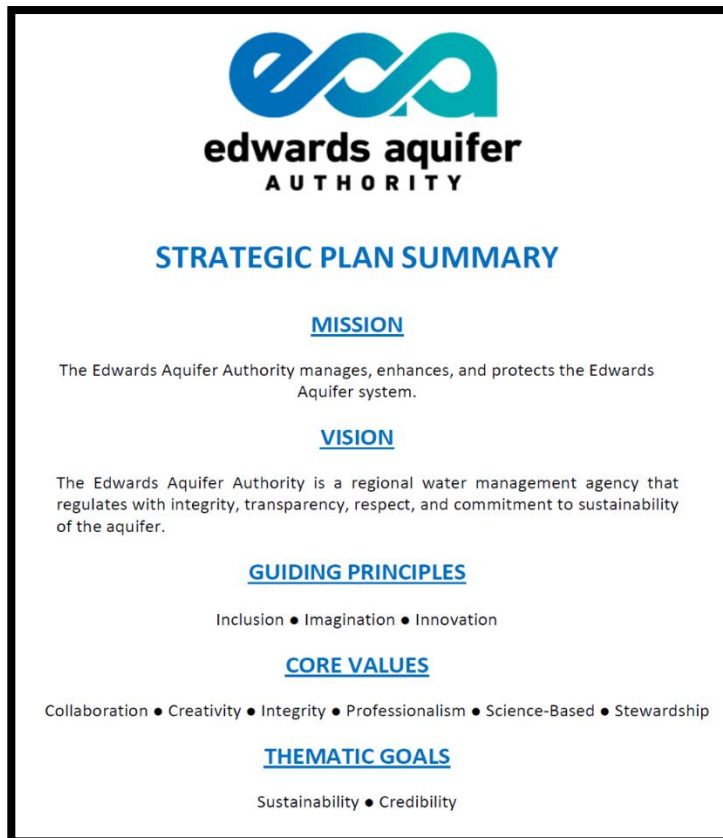 eaa
edwards aquifer
AUTHORITY
STRATEGIC PLAN SUMMARY
MISSION
The Edwards Aquifer Authority manages, enhances, and protects the Edwards
Aquifer system.
VISION
The Edwards Aquifer Authority is a regional water management agency that
regulates with integrity, transparency, respect, and commitment to sustainability
of the aquifer.
GUIDING PRINCIPLES
Inclusion ● Imagination ● Innovation
CORE VALUES
Collaboration ● Creativity ● Integrity ● Professionalism ● Science-Based ● Stewardship
THEMATIC GOALS
Sustainability ● Credibility